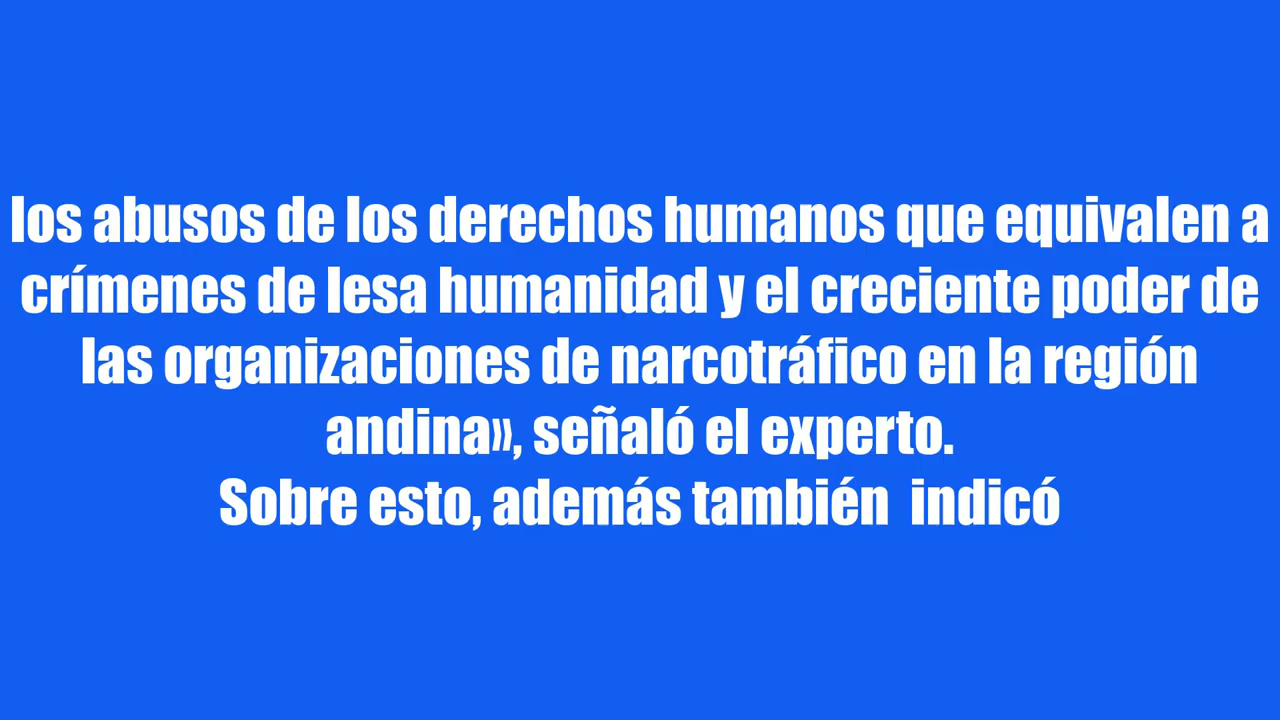 los abusos de los derechos humanos que equivalen a
crímenes de lesa humanidad y el creciente poder de
las organizaciones de narcotráfico en la región
andina», señaló el experto.
Sobre esto, además también  indicó